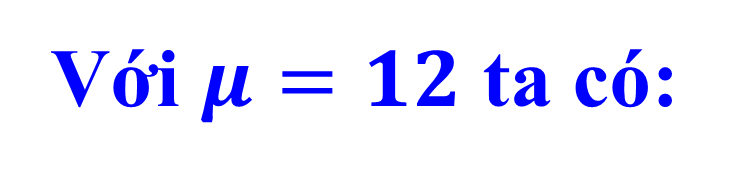 Với μ = 12 ta có: